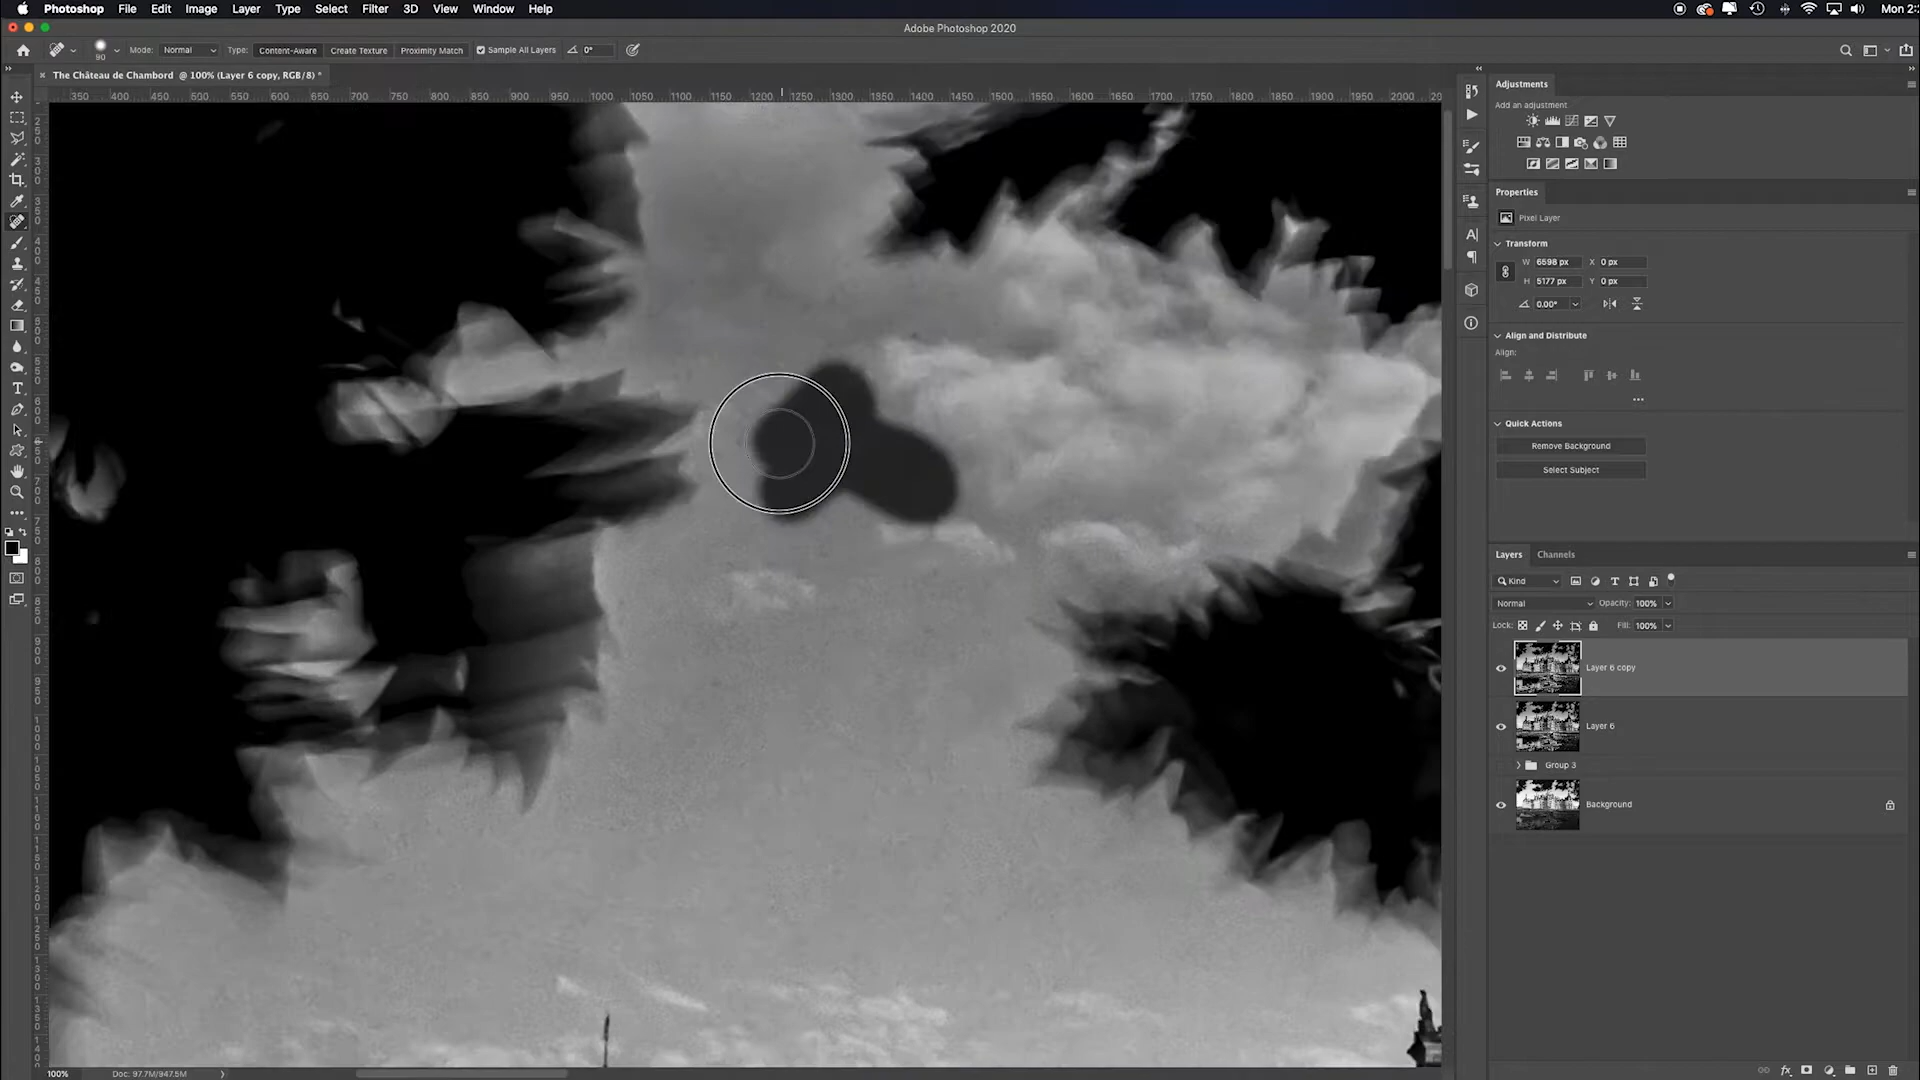 Photoshop File Edit Image Layer Type Select Filter 3D View Window Help Mon 2:
Adobe Photoshop 2020
90 Mode: Normal Type: Content-Aware Create Texture Proximity Match Sample All Layers 0°
× The Château de Chambord @ 100% (Layer 6 copy, RGB/8) *
350 400 450 500 550 600 650 700 750 800 850 900 950 1000 1050 1100 1150 1200 1250 1300 1350 1400 1450 1500 1550 1600 1650 1700 1750 1800 1850 1900 1950 2000 20
Adjustments
Add an adjustment
Properties
Pixel Layer
Transform
W 6598 px X 0 px
H 5177 px Y 0 px
0.00°
Align and Distribute
Align:
Quick Actions
Remove Background
Select Subject
Layers Channels
Kind
Normal Opacity: 100%
Lock: Fill: 100%
Layer 6 copy
Layer 6
Group 3
Background
100% Doc: 97.7M/947.5M